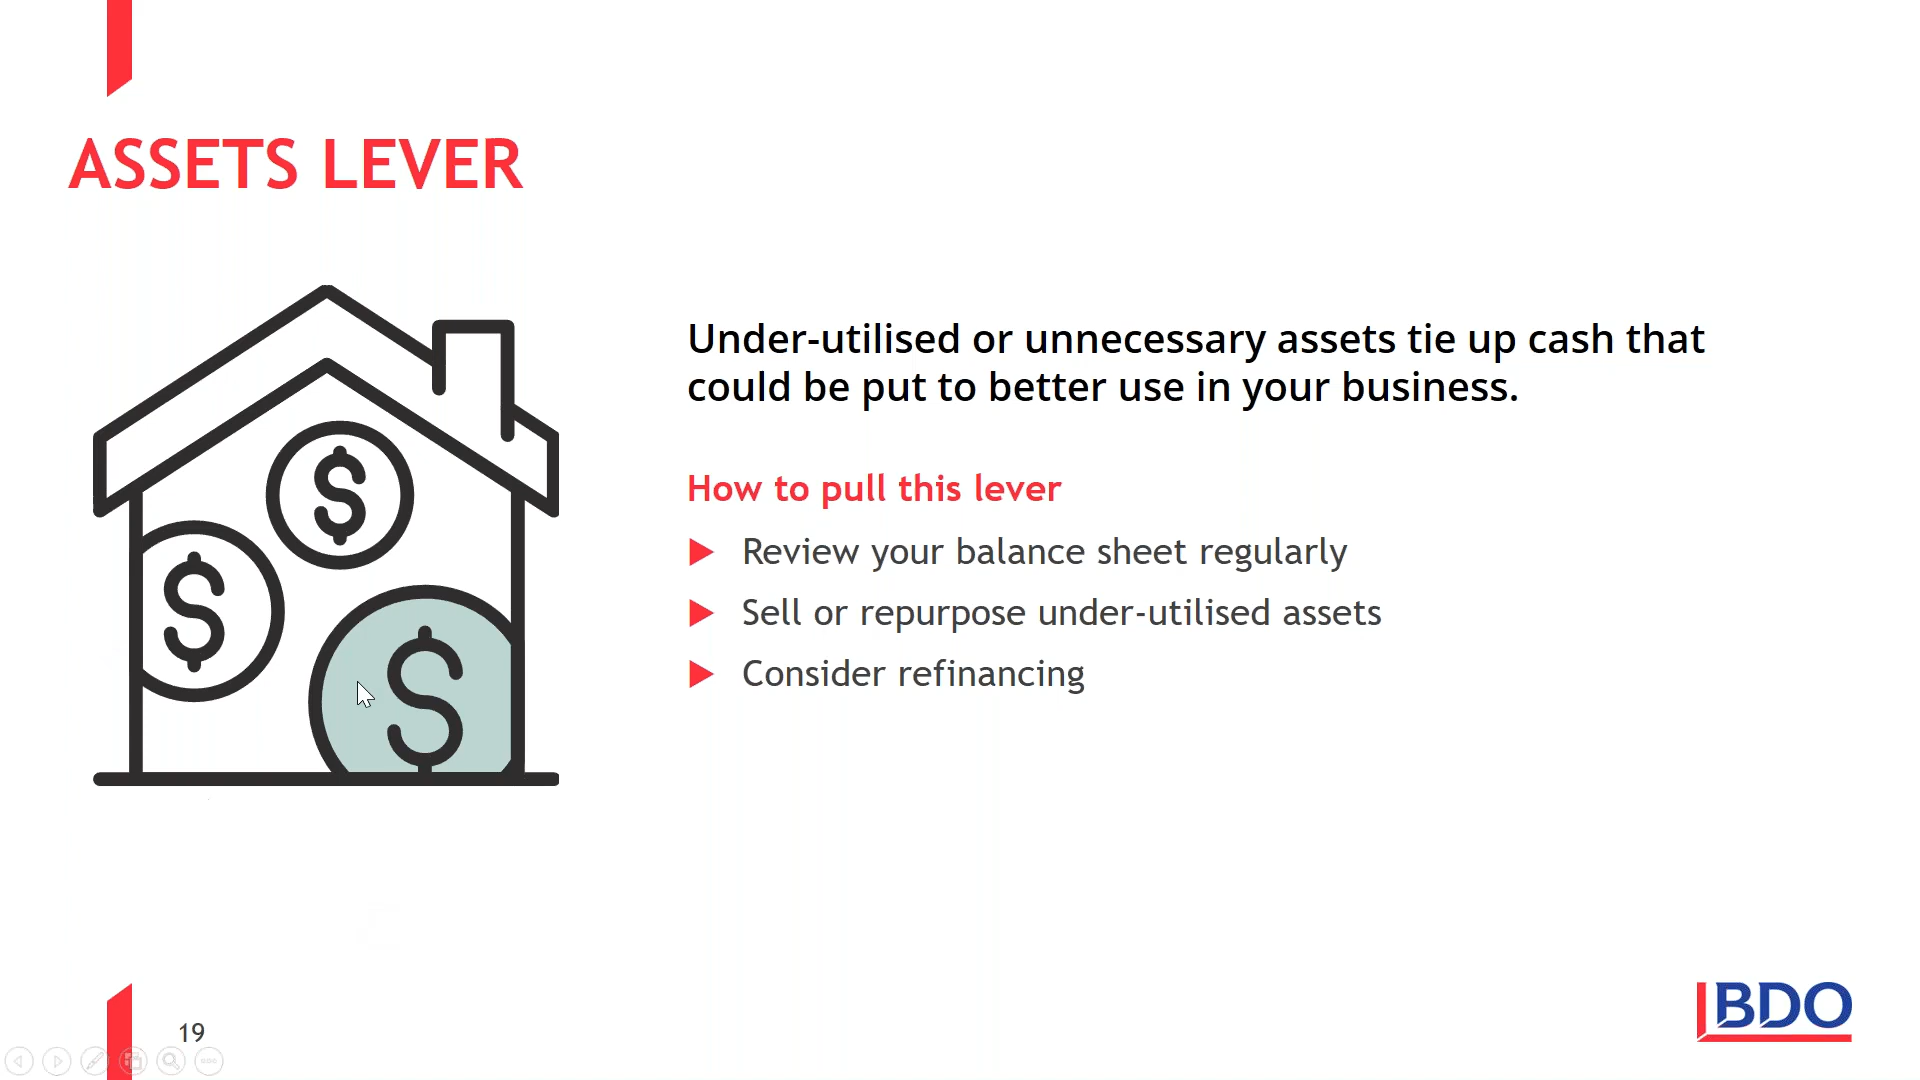 ASSETS LEVER
$
$
$
Under-utilised or unnecessary assets tie up cash that
could be put to better use in your business.
How to pull this lever
Review your balance sheet regularly
Sell or repurpose under-utilised assets
Consider refinancing
19
BDO